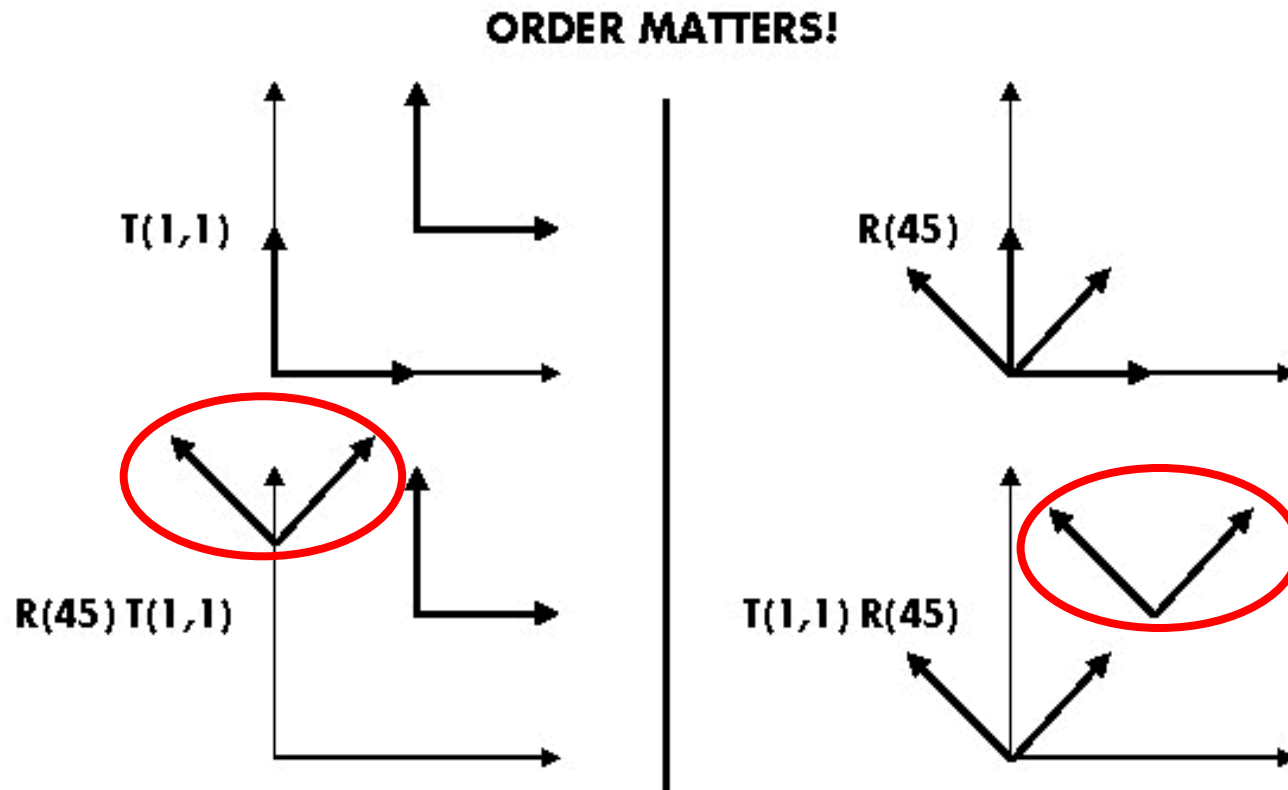 ORDER MATTERS!
T(1,1)
R(45)
R(45) T(1,1)
T(1,1) R(45)